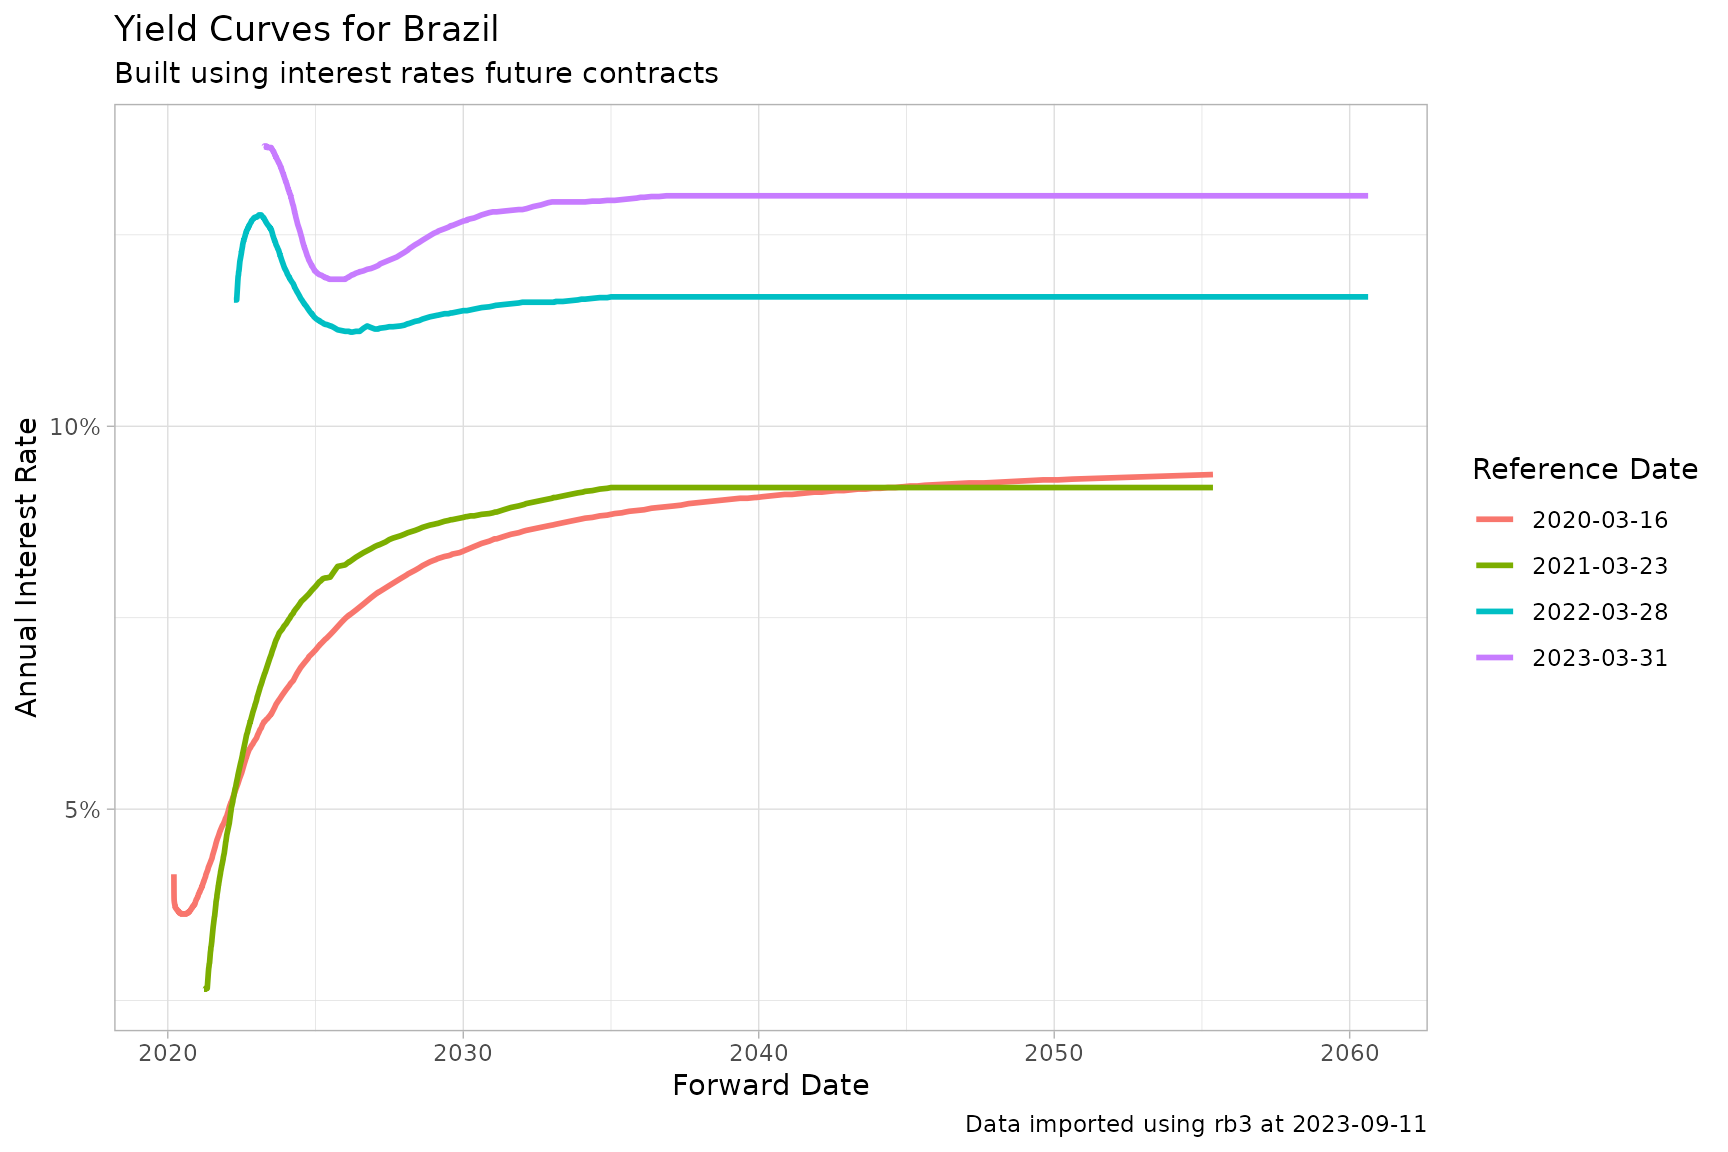 Yield Curves for Brazil
Built using interest rates future contracts
Annual Interest Rate
10%
5%
2020
2030
2040
2050
2060
Forward Date
Reference Date
2020-03-16
2021-03-23
2022-03-28
2023-03-31
Data imported using rb3 at 2023-09-11